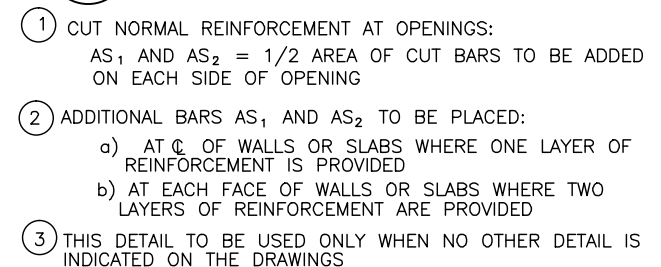 1 CUT NORMAL REINFORCEMENT AT OPENINGS:
AS₁ AND AS₂ = 1/2 AREA OF CUT BARS TO BE ADDED
ON EACH SIDE OF OPENING
2 ADDITIONAL BARS AS₁ AND AS₂ TO BE PLACED:
a) AT ℄ OF WALLS OR SLABS WHERE ONE LAYER OF
REINFORCEMENT IS PROVIDED
b) AT EACH FACE OF WALLS OR SLABS WHERE TWO
LAYERS OF REINFORCEMENT ARE PROVIDED
3 THIS DETAIL TO BE USED ONLY WHEN NO OTHER DETAIL IS
INDICATED ON THE DRAWINGS